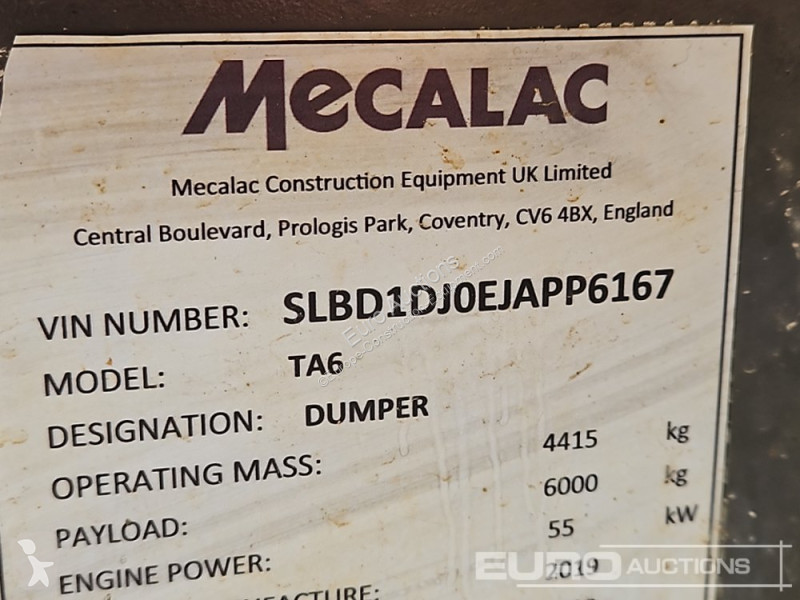 MECALAC
Mecalac Construction Equipment UK Limited
Central Boulevard, Prologis Park, Coventry, CV6 4BX, England
VIN NUMBER: SLBD1DJ0EJAPP6167
MODEL: TA6
DESIGNATION: DUMPER
OPERATING MASS: 4415 kg
PAYLOAD: 6000 kg
ENGINE POWER: 55 kW
2019
EURO AUCTIONS